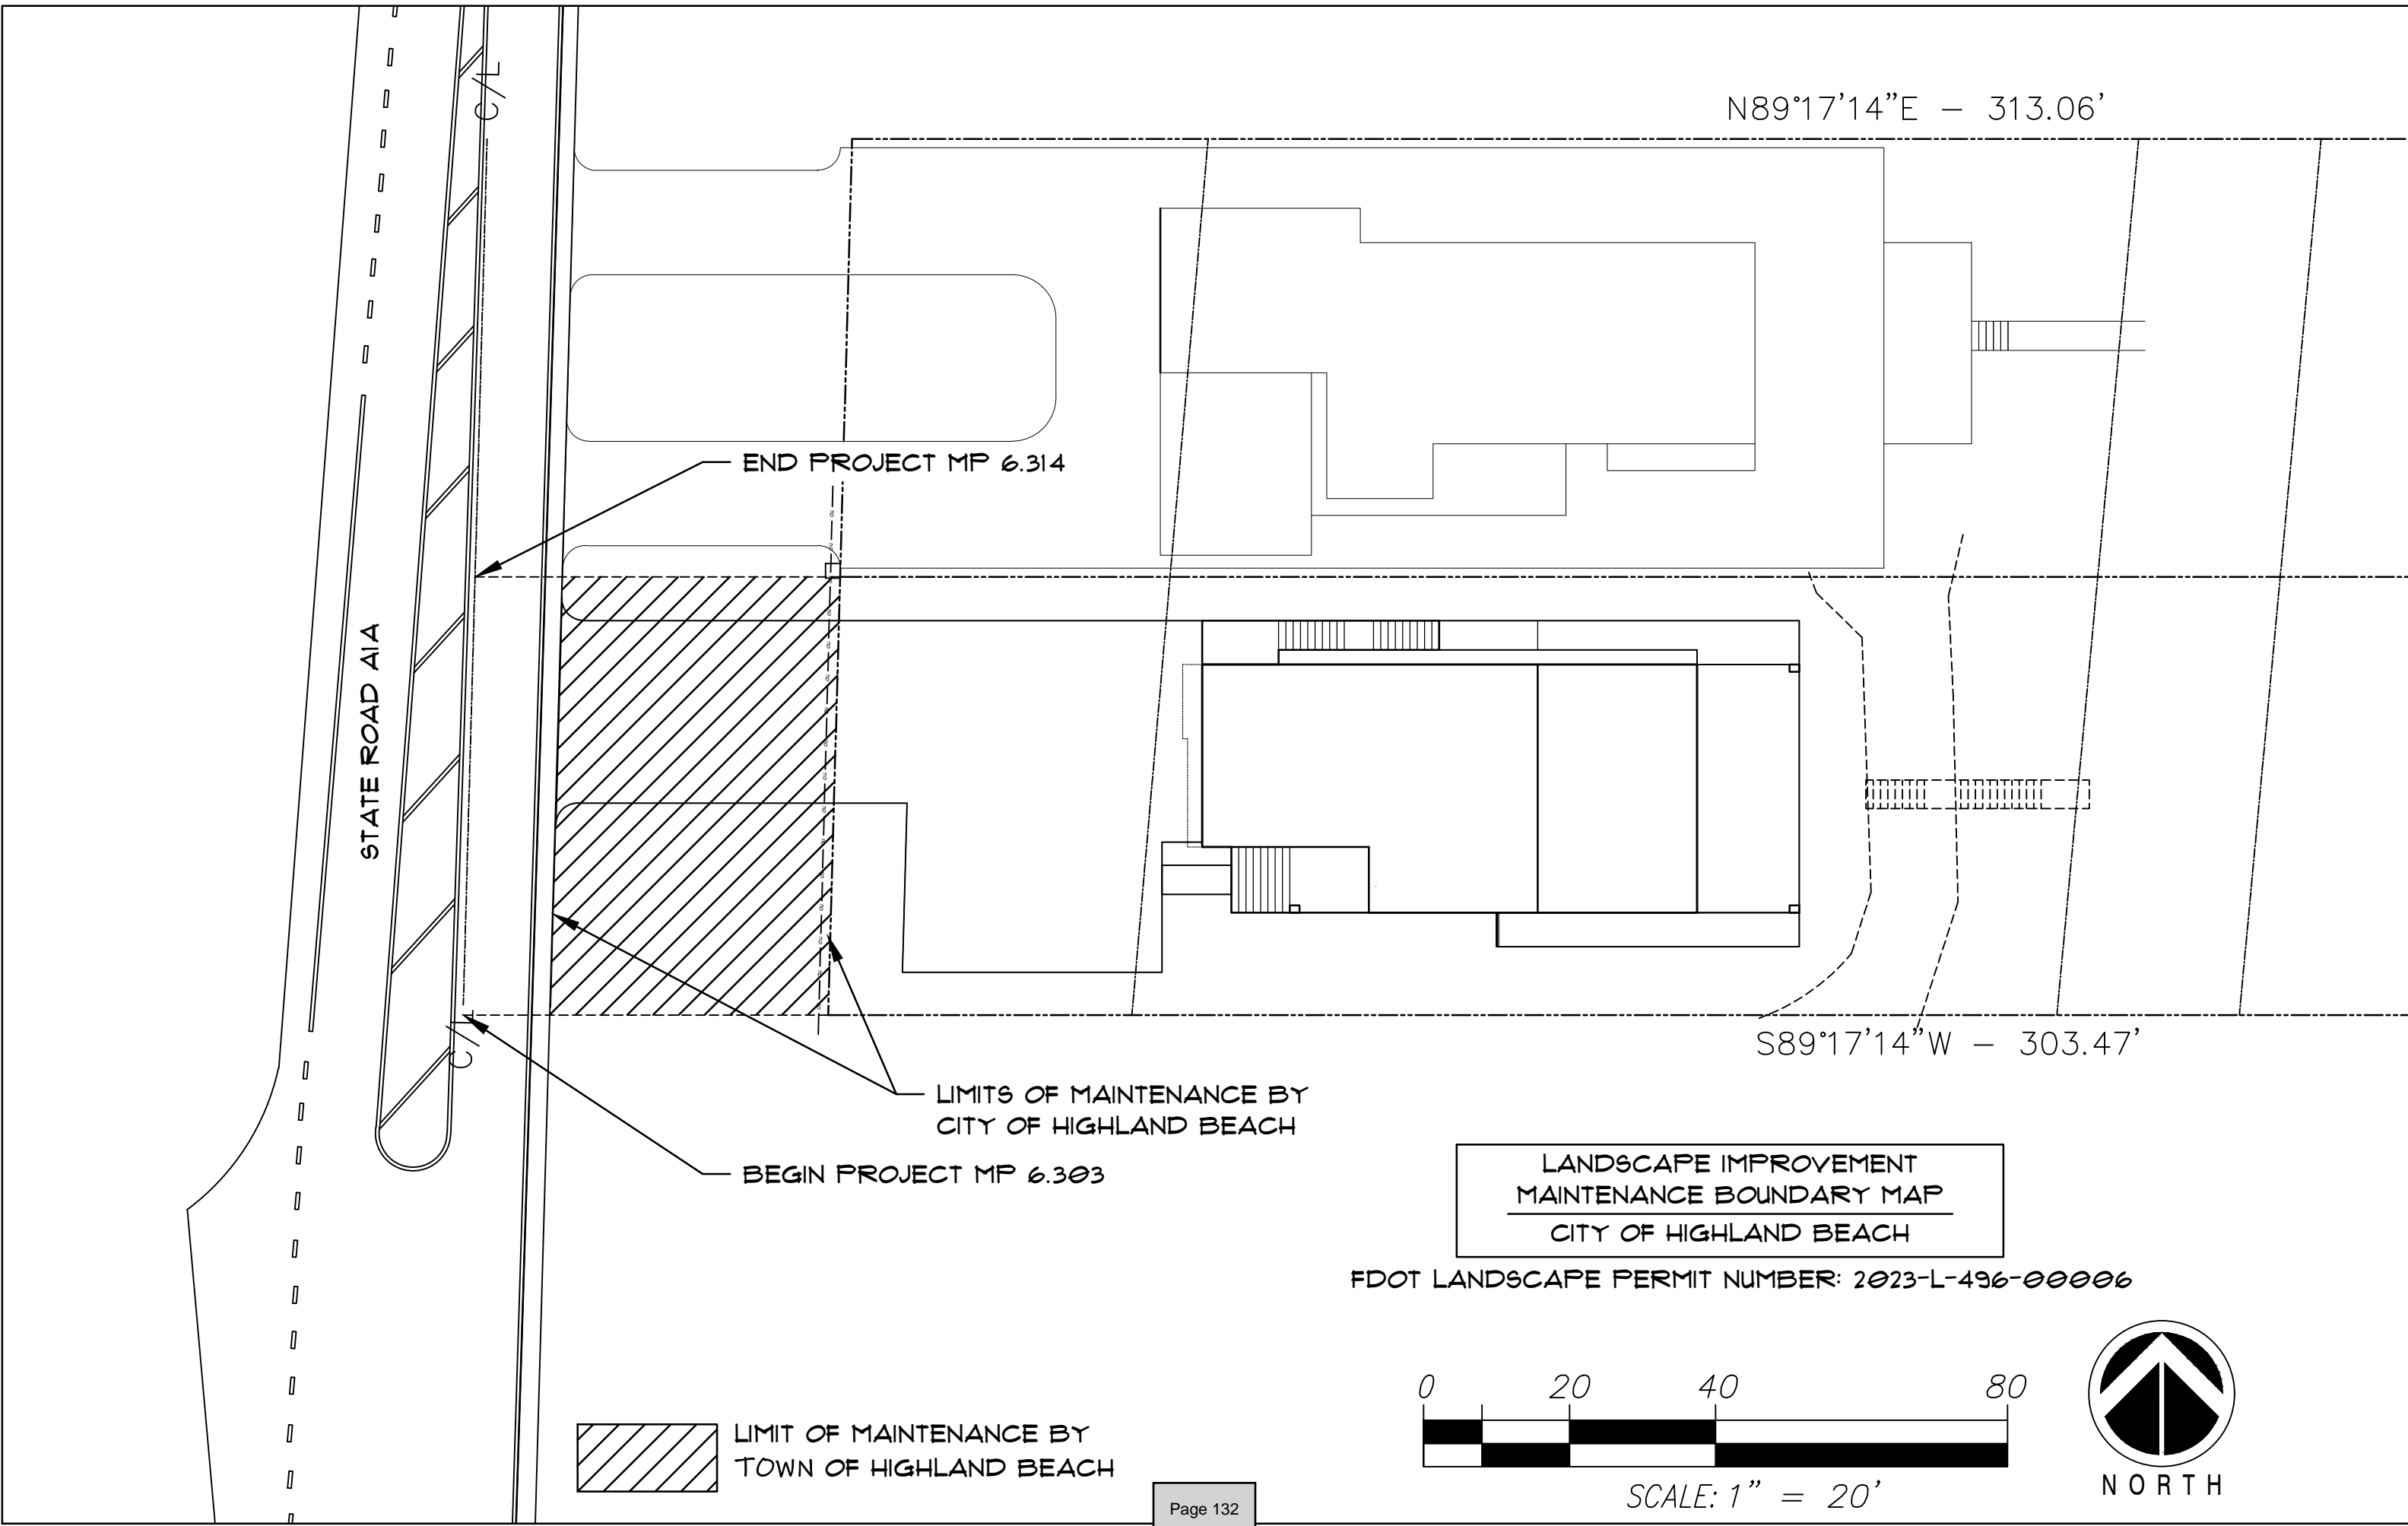 C/L
N89°17'14"E – 313.06'
END PROJECT MP 6.314
STATE ROAD A1A
C/L
S89°17'14"W – 303.47'
LIMITS OF MAINTENANCE BY
CITY OF HIGHLAND BEACH
BEGIN PROJECT MP 6.303
LANDSCAPE IMPROVEMENT
MAINTENANCE BOUNDARY MAP
CITY OF HIGHLAND BEACH
FDOT LANDSCAPE PERMIT NUMBER: 2023-L-496-00006
0 20 40 80
SCALE: 1" = 20'
NORTH
LIMIT OF MAINTENANCE BY
TOWN OF HIGHLAND BEACH
Page 132